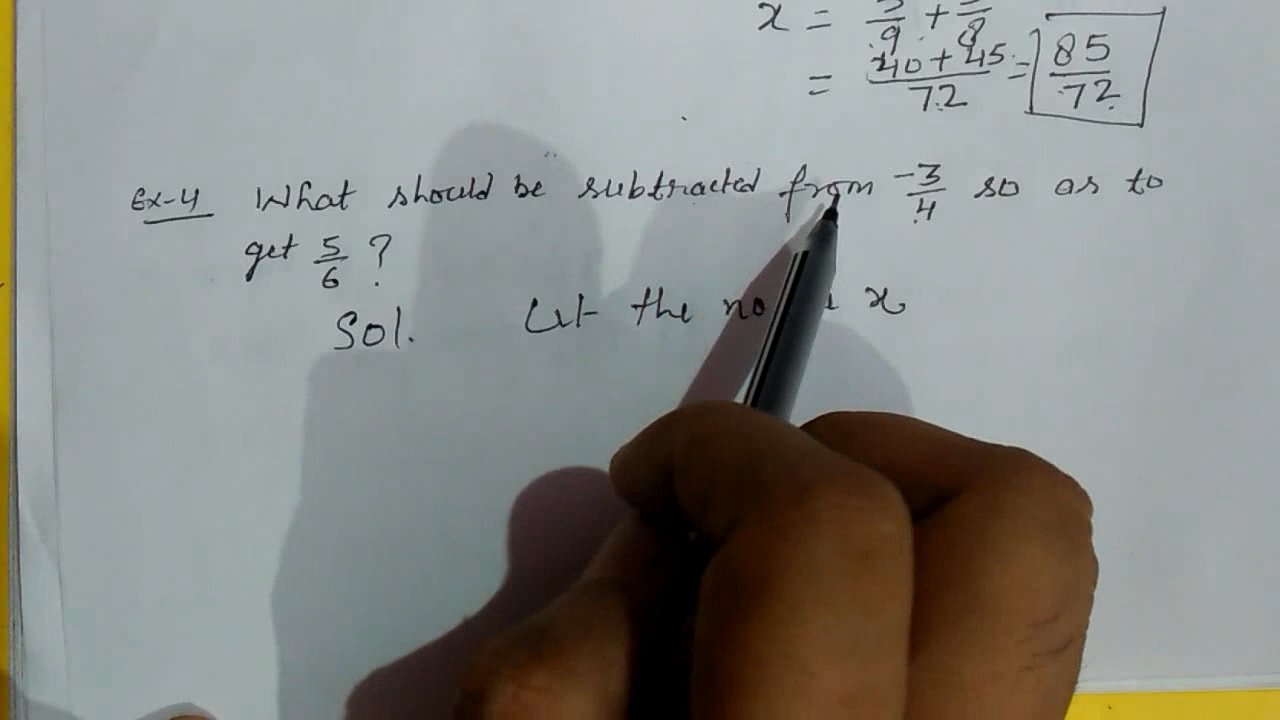 x = 5/9 + 5/8
= 40+45/72 = 85/72
Ex-4 What should be subtracted from -3/4 so as to
get 5/6 ?
Sol. Let the no x